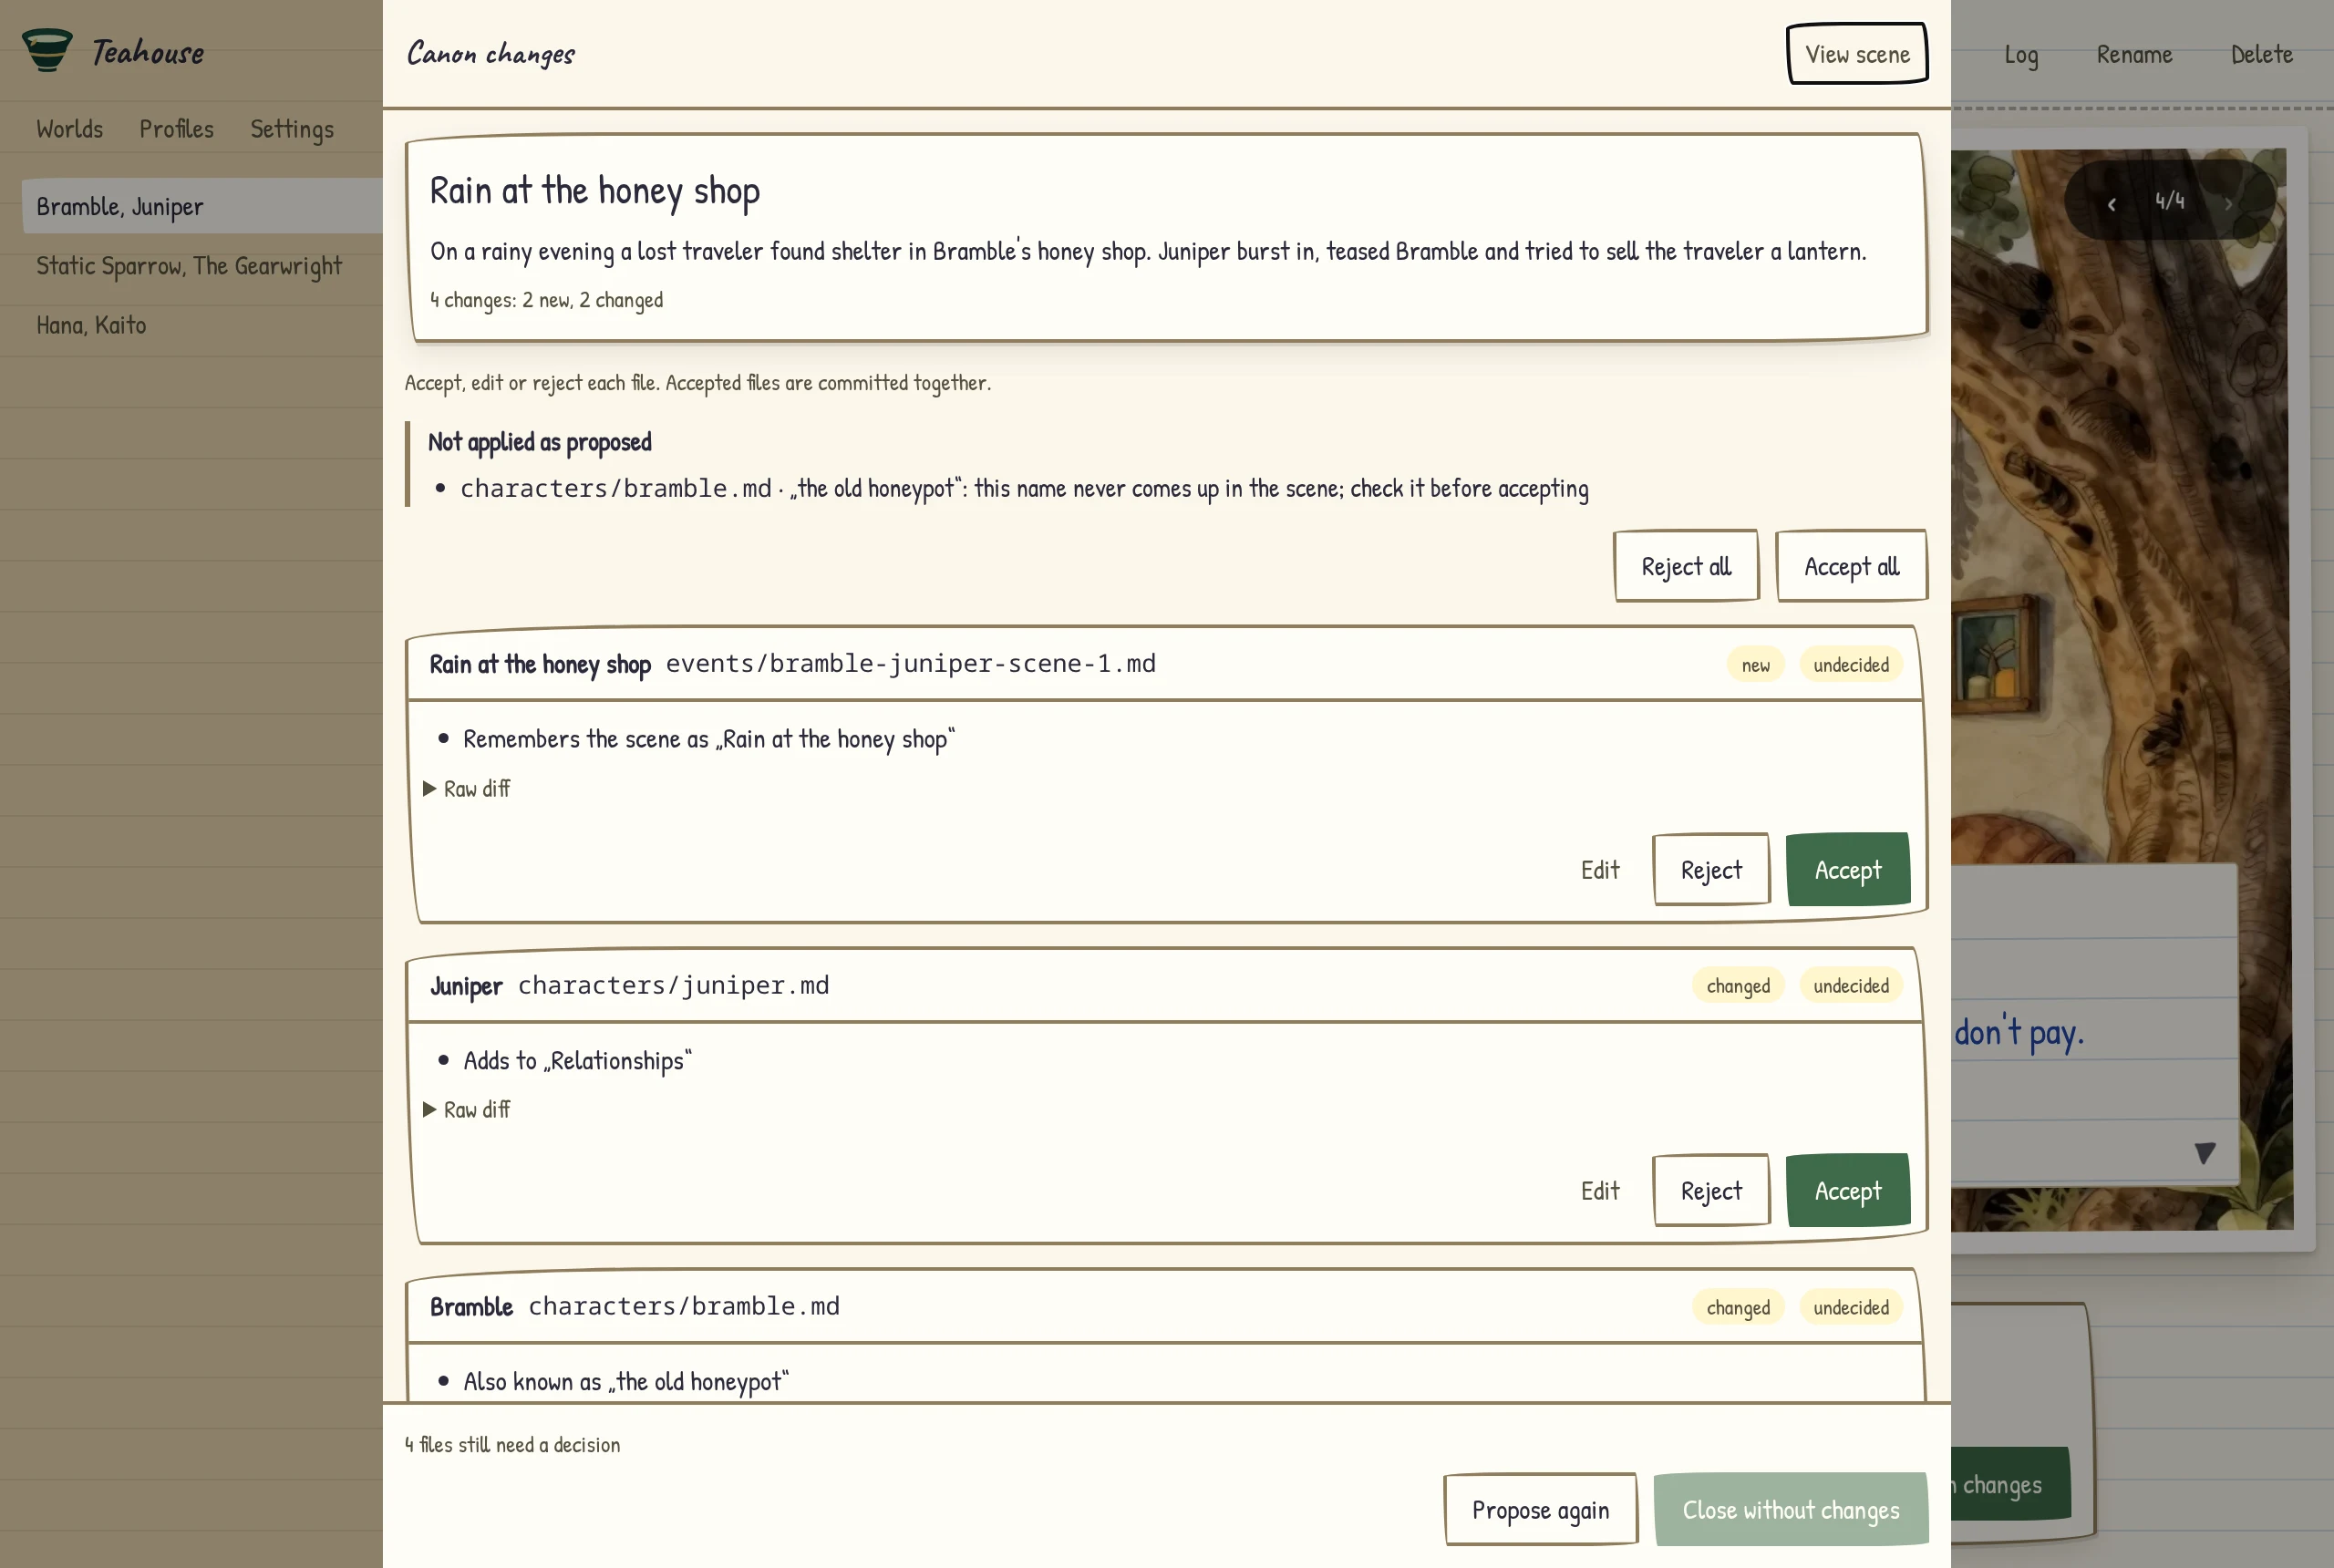 Teahouse
Worlds Profiles Settings
Bramble, Juniper
Static Sparrow, The Gearwright
Hana, Kaito
Canon changes
View scene
Log Rename Delete
Rain at the honey shop
On a rainy evening a lost traveler found shelter in Bramble's honey shop. Juniper burst in, teased Bramble and tried to sell the traveler a lantern.
4 changes: 2 new, 2 changed
Accept, edit or reject each file. Accepted files are committed together.
Not applied as proposed
characters/bramble.md · „the old honeypot“: this name never comes up in the scene; check it before accepting
Reject all Accept all
Rain at the honey shop events/bramble-juniper-scene-1.md new undecided
Remembers the scene as „Rain at the honey shop“
Raw diff
Edit Reject Accept
Juniper characters/juniper.md changed undecided
Adds to „Relationships“
Raw diff
Edit Reject Accept
Bramble characters/bramble.md changed undecided
Also known as „the old honeypot“
4 files still need a decision
Propose again Close without changes
4/4
don't pay.
changes